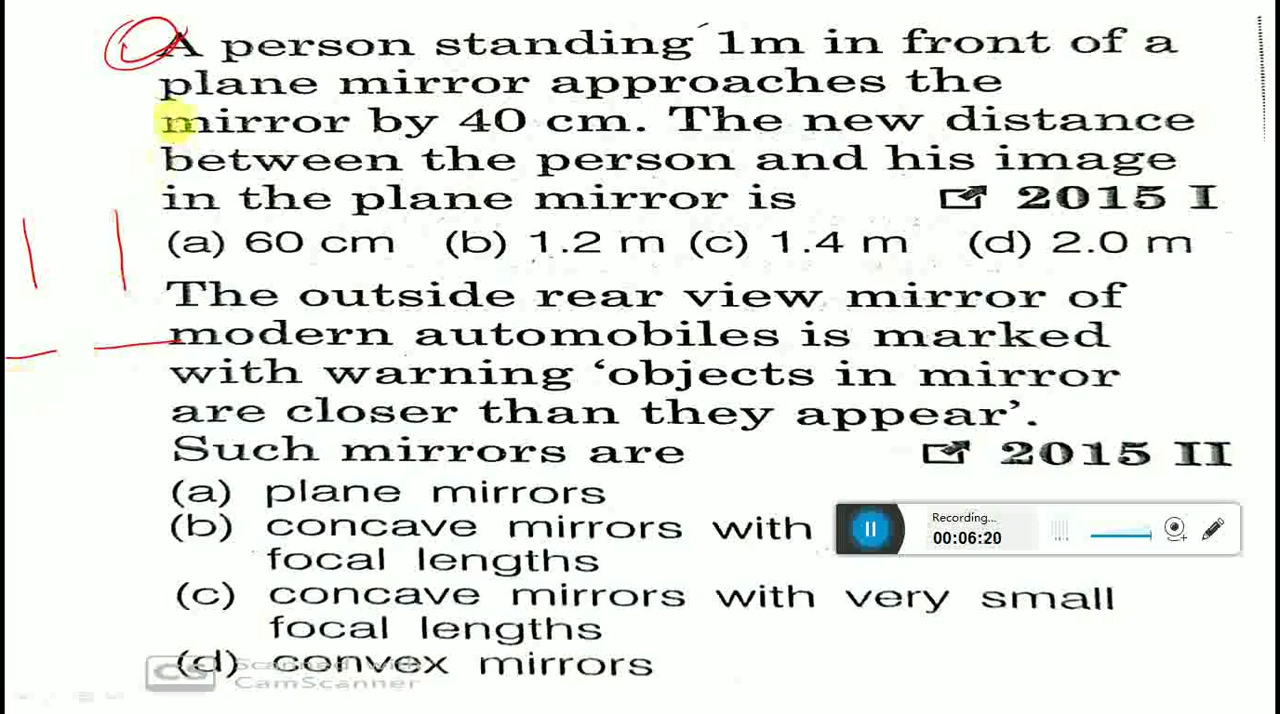 A person standing 1m in front of a
plane mirror approaches the
mirror by 40 cm. The new distance
between the person and his image
in the plane mirror is 2015 I
(a) 60 cm (b) 1.2 m (c) 1.4 m (d) 2.0 m
The outside rear view mirror of
modern automobiles is marked
with warning ‘objects in mirror
are closer than they appear’.
Such mirrors are 2015 II
(a) plane mirrors
(b) concave mirrors with
focal lengths
Recording...
00:06:20
(c) concave mirrors with very small
focal lengths
(d) convex mirrors
CS Scanned with
CamScanner